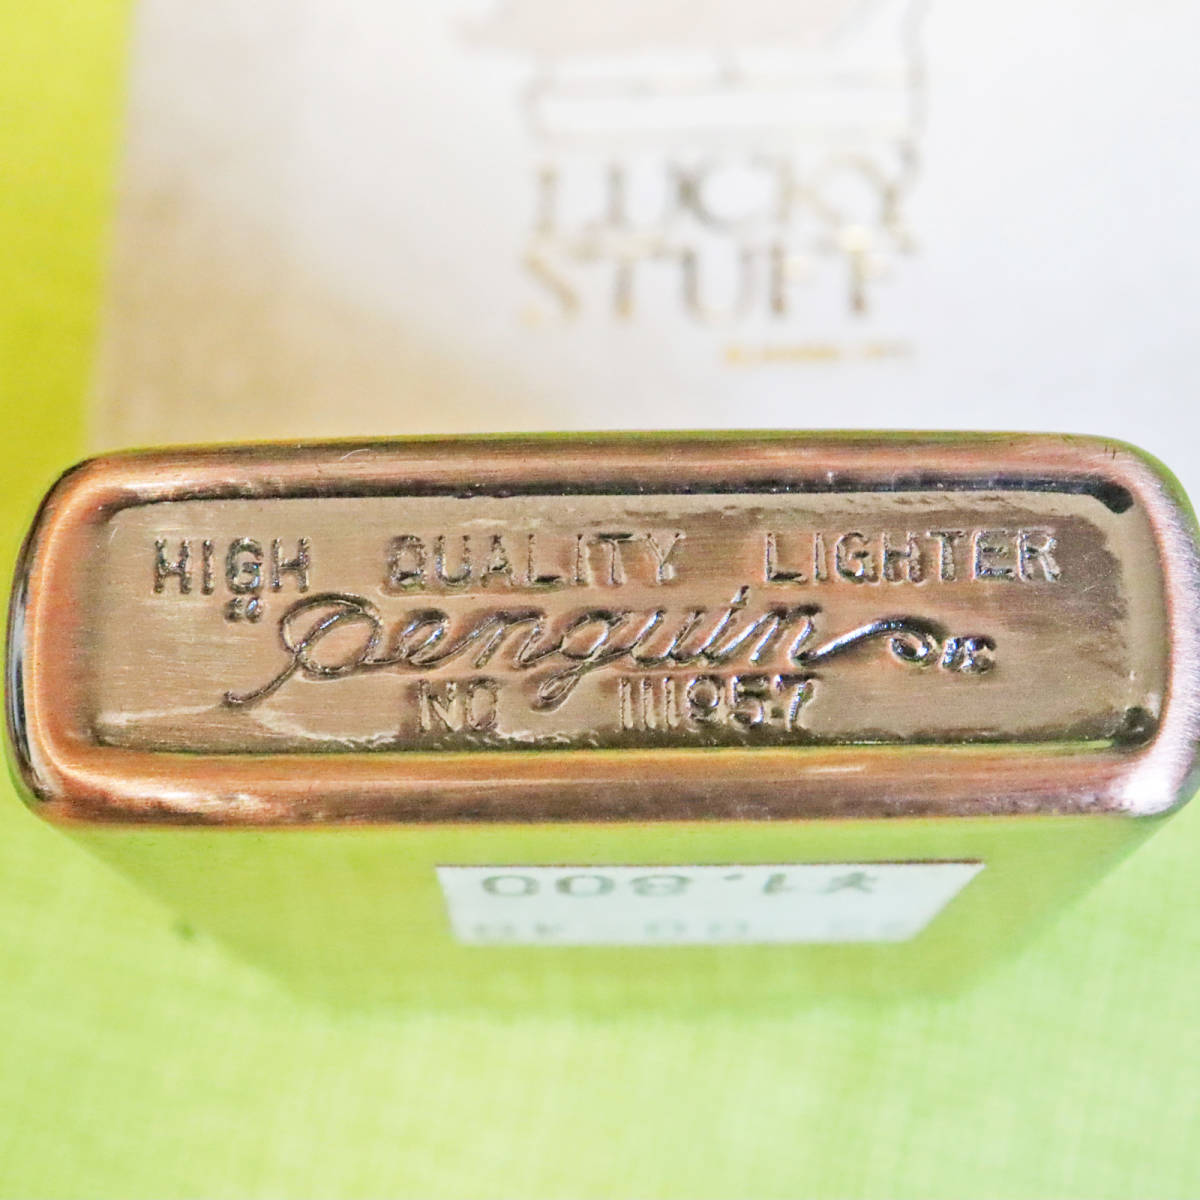 LUCKY
STUFF
HIGH QUALITY LIGHTER
"Penguin"
NO 111957
¥1,800